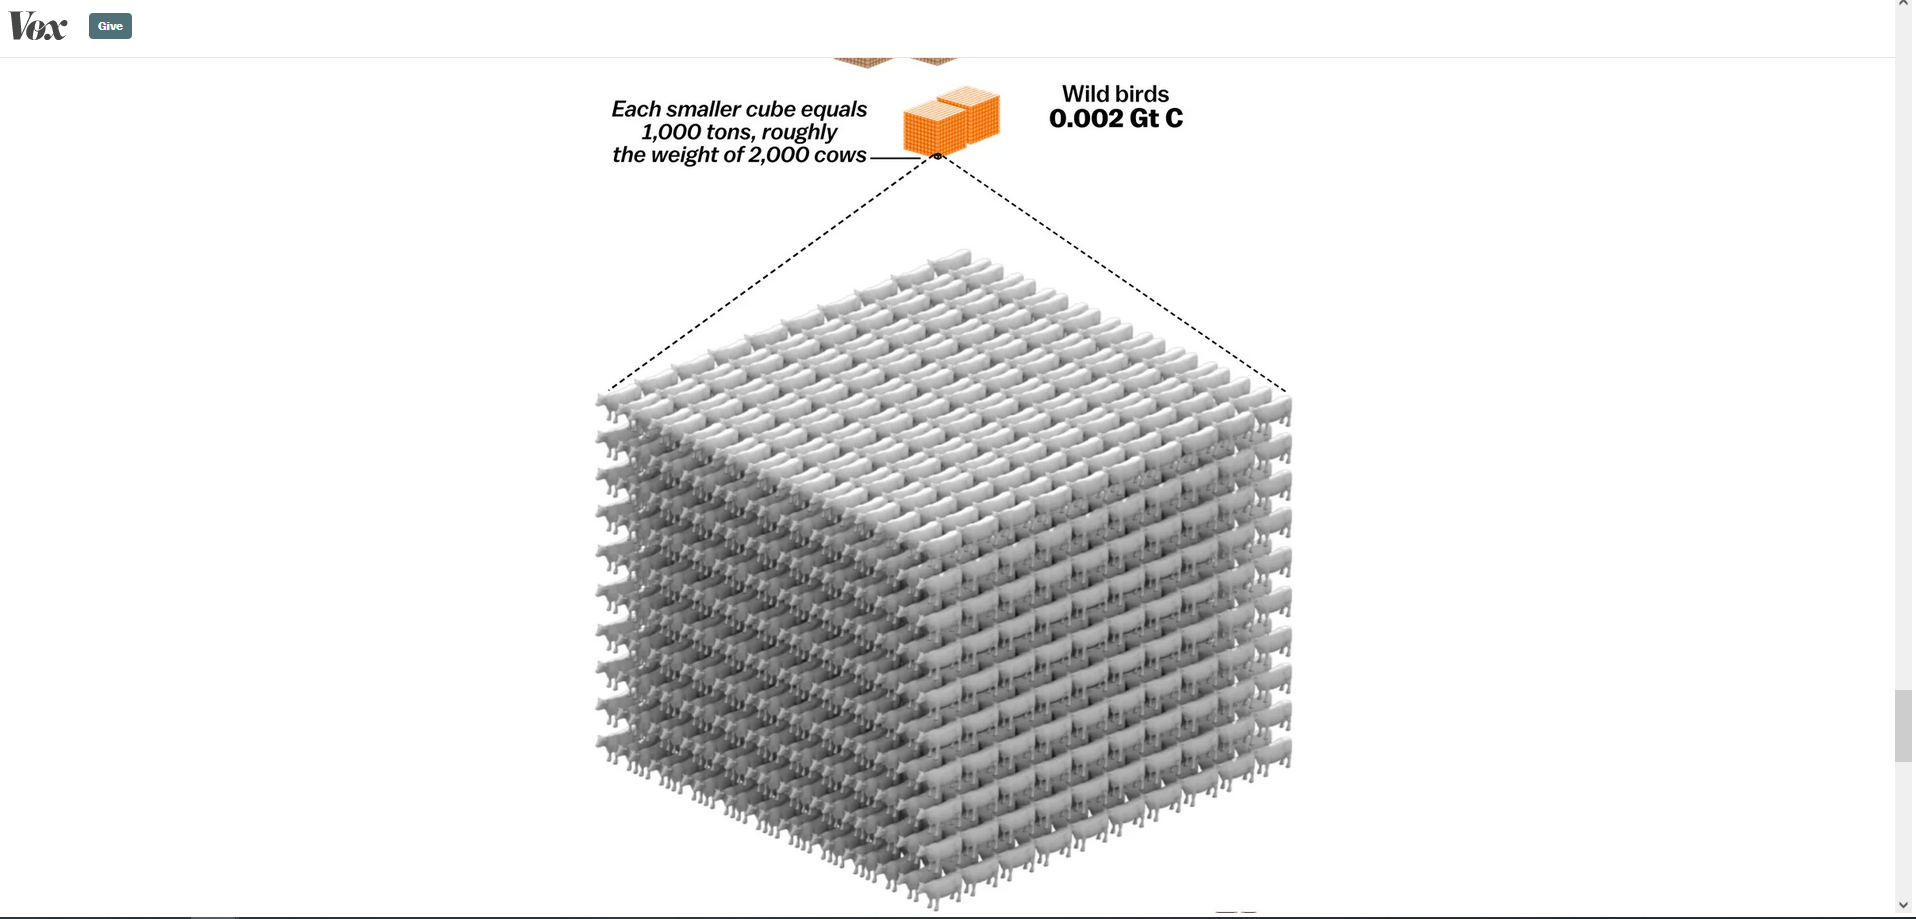 Vox
Give
Each smaller cube equals
1,000 tons, roughly
the weight of 2,000 cows
Wild birds
0.002 Gt C